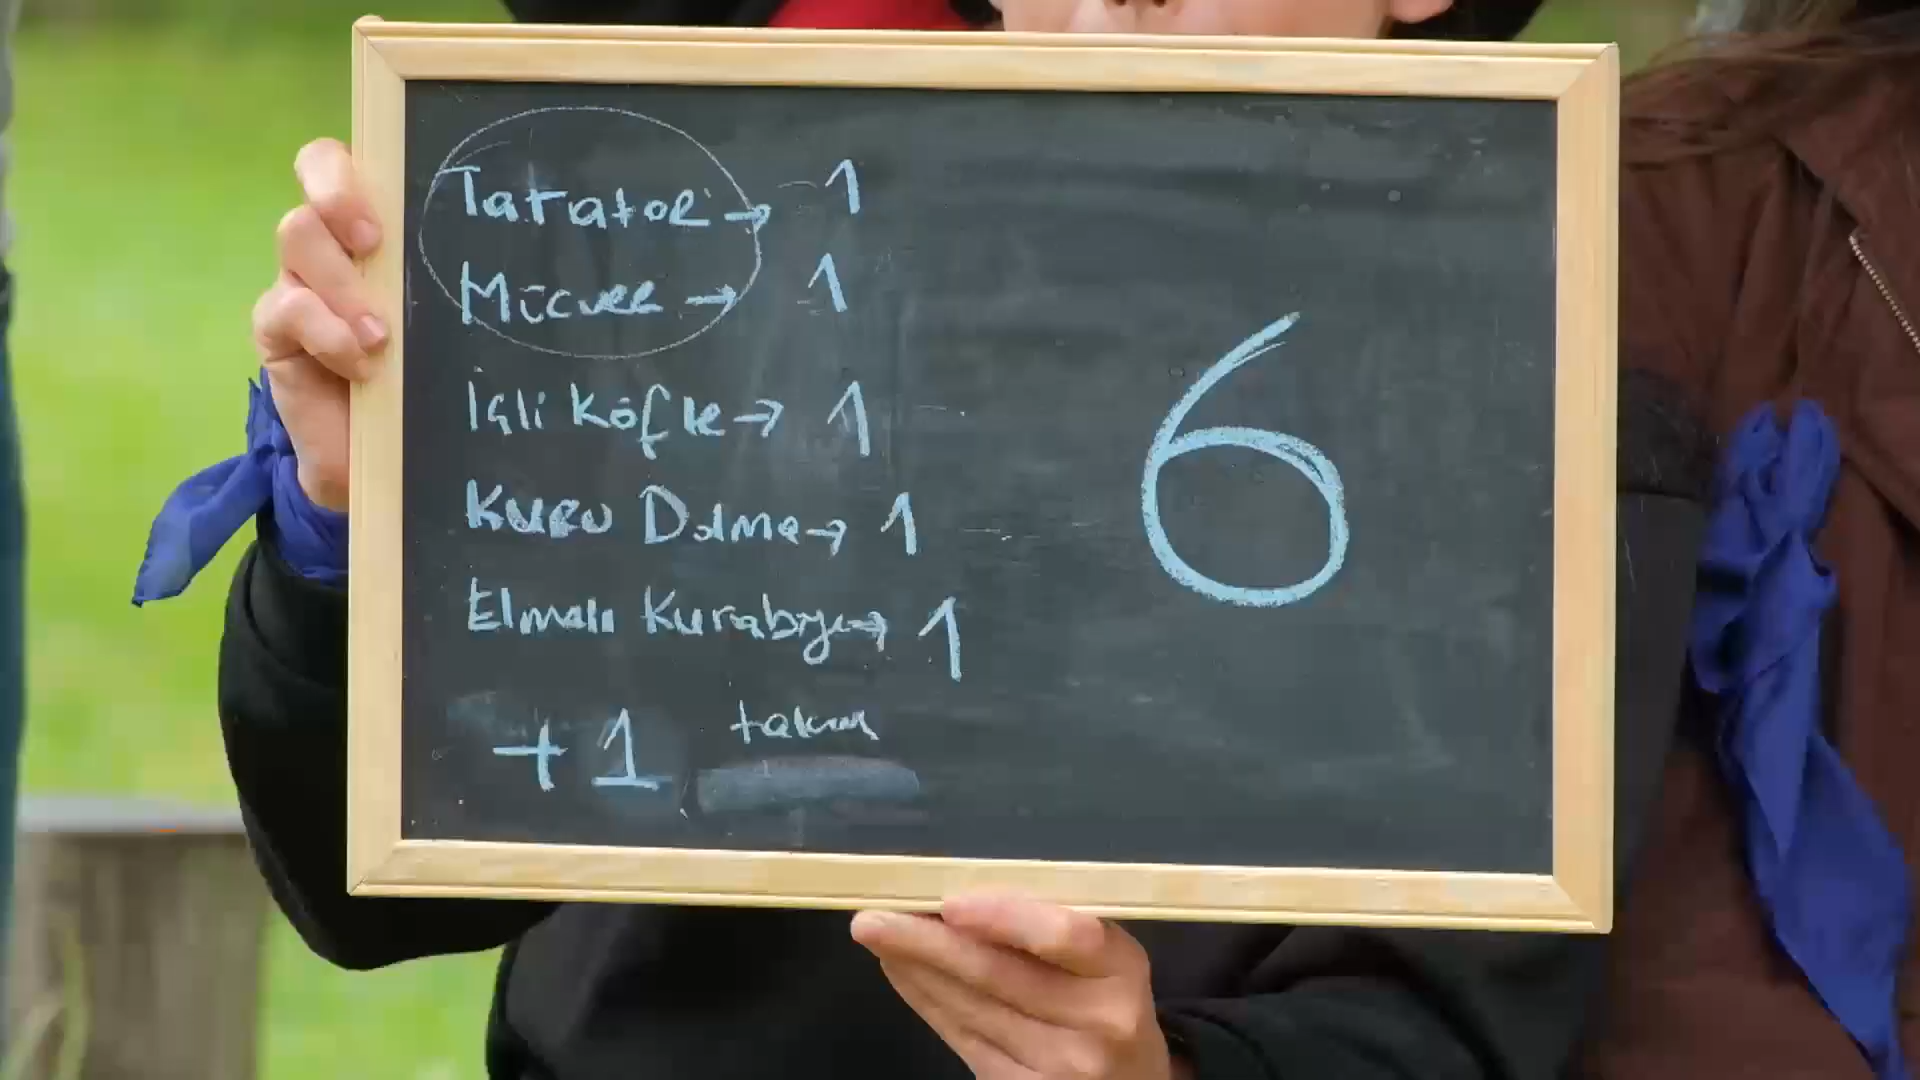 Tarator → 1
Mücver → 1
İçli köfte → 1
Kuru Dolma → 1
Elmalı Kurabiye → 1
+1 takım
6